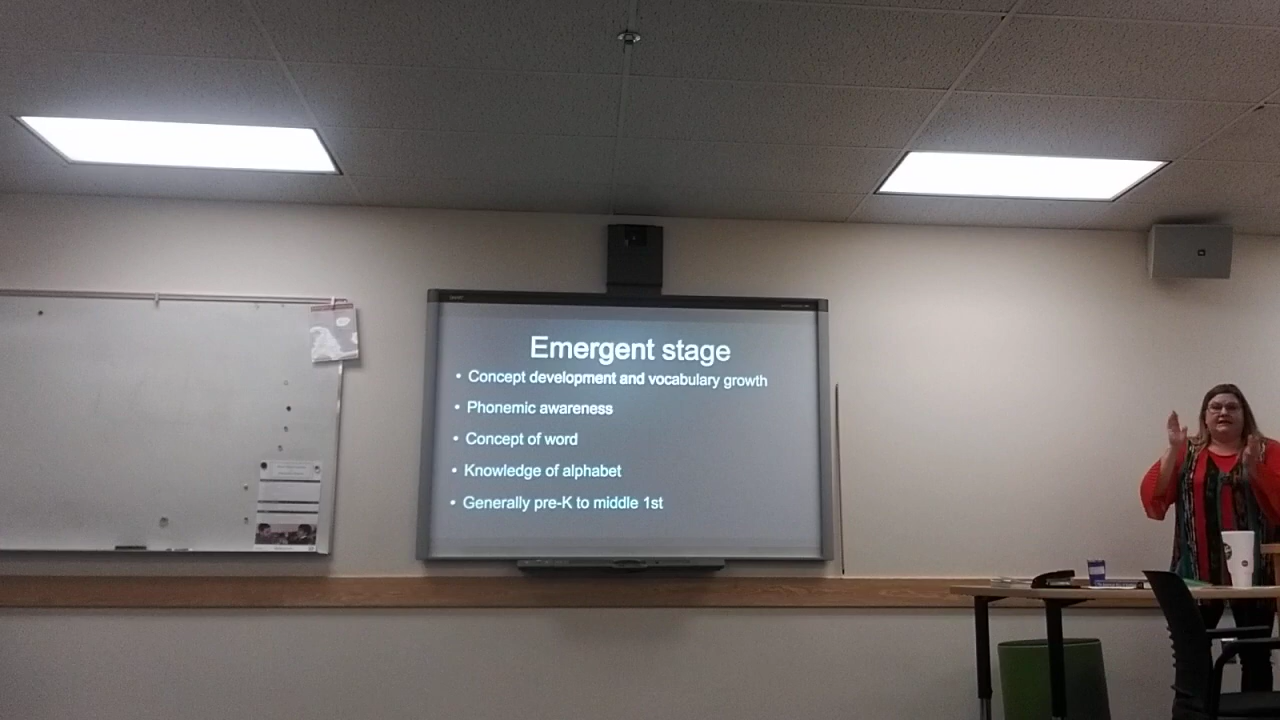 Emergent stage
• Concept development and vocabulary growth
• Phonemic awareness
• Concept of word
• Knowledge of alphabet
• Generally pre-K to middle 1st